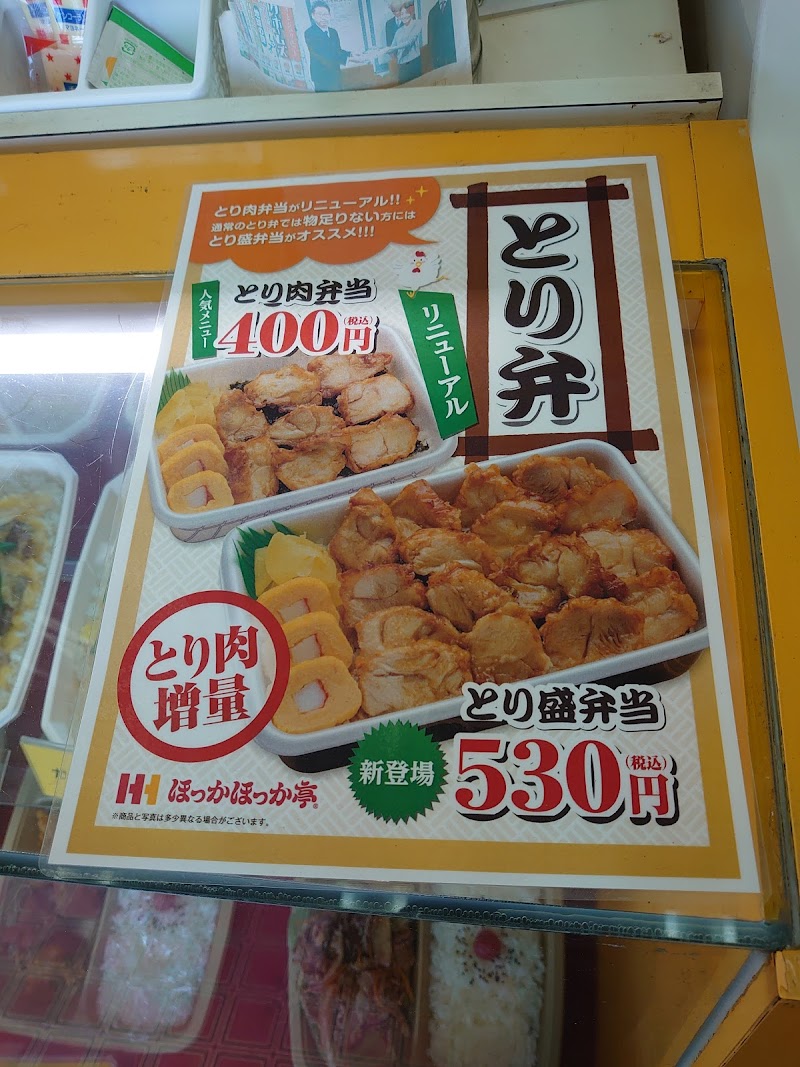 とり肉弁当がリニューアル!!
通常のとり弁では物足りない方には
とり盛弁当がオススメ!!!
とり弁
人気メニュー
とり肉弁当
400円(税込)
リニューアル
とり肉
増量
とり盛弁当
新登場
530円(税込)
HH ほっかほっか亭
※商品と写真は多少異なる場合がございます。